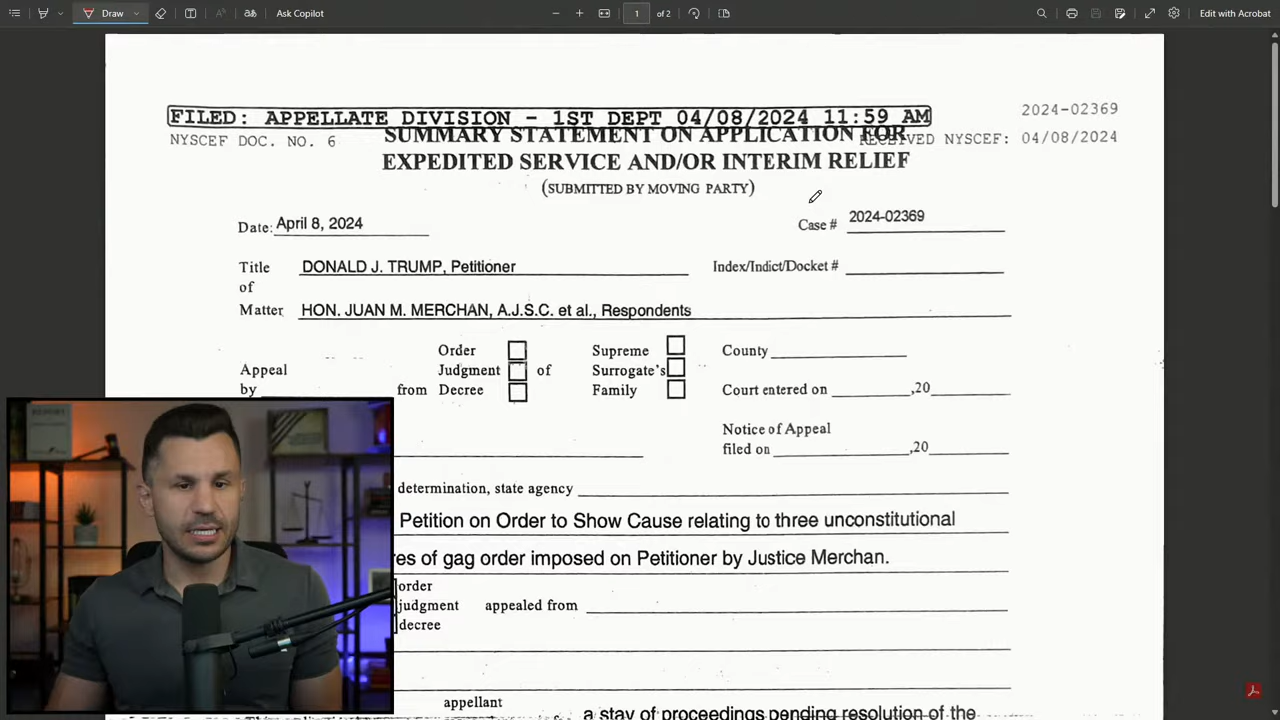 Draw
Ask Copilot
1 of 2
Edit with Acrobat
FILED: APPELLATE DIVISION - 1ST DEPT 04/08/2024 11:59 AM
2024-02369
NYSCEF DOC. NO. 6
SUMMARY STATEMENT ON APPLICATION FOR
RECEIVED NYSCEF: 04/08/2024
EXPEDITED SERVICE AND/OR INTERIM RELIEF
(SUBMITTED BY MOVING PARTY)
Date: April 8, 2024
Case # 2024-02369
Title DONALD J. TRUMP, Petitioner Index/Indict/Docket #
of
Matter HON. JUAN M. MERCHAN, A.J.S.C. et al., Respondents
Order Supreme County
Appeal Judgment of Surrogate's
by from Decree Family Court entered on ,20
Notice of Appeal
filed on ,20
determination, state agency
Petition on Order to Show Cause relating to three unconstitutional
res of gag order imposed on Petitioner by Justice Merchan.
order
judgment appealed from
decree
appellant
a stay of proceedings pending resolution of the